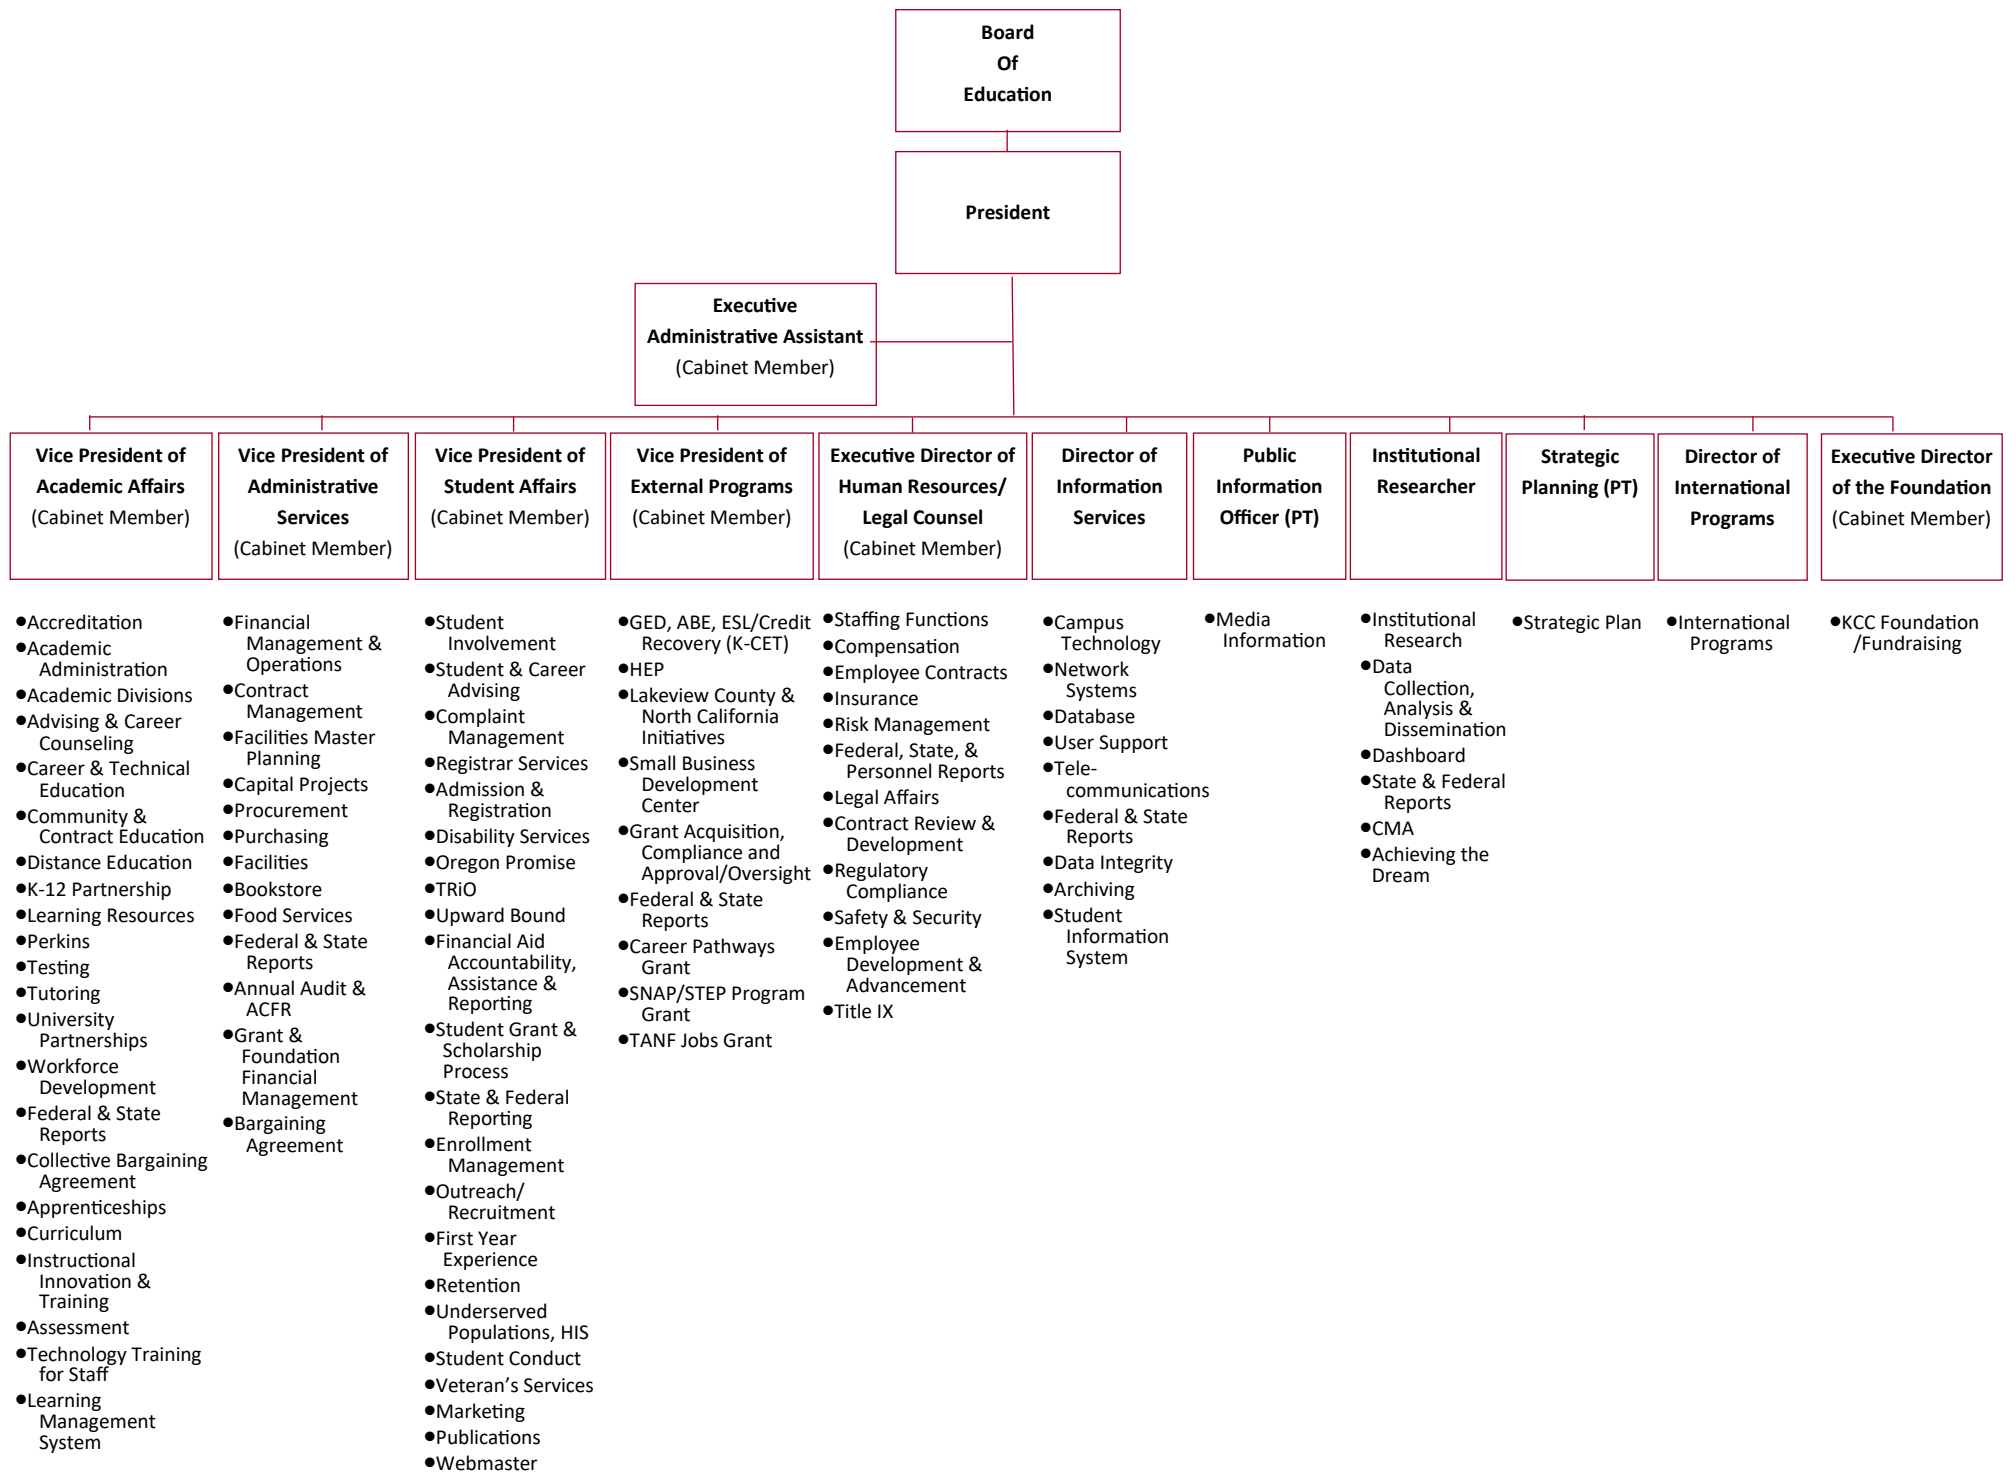 Board
Of
Education
President
Executive
Administrative Assistant
(Cabinet Member)
Vice President of
Academic Affairs
(Cabinet Member)
Vice President of
Administrative
Services
(Cabinet Member)
Vice President of
Student Affairs
(Cabinet Member)
Vice President of
External Programs
(Cabinet Member)
Executive Director of
Human Resources/
Legal Counsel
(Cabinet Member)
Director of
Information
Services
Public
Information
Officer (PT)
Institutional
Researcher
Strategic
Planning (PT)
Director of
International
Programs
Executive Director
of the Foundation
(Cabinet Member)
●Accreditation
●Academic
Administration
●Academic Divisions
●Advising & Career
Counseling
●Career & Technical
Education
●Community &
Contract Education
●Distance Education
●K-12 Partnership
●Learning Resources
●Perkins
●Testing
●Tutoring
●University
Partnerships
●Workforce
Development
●Federal & State
Reports
●Collective Bargaining
Agreement
●Apprenticeships
●Curriculum
●Instructional
Innovation &
Training
●Assessment
●Technology Training
for Staff
●Learning
Management
System
●Financial
Management &
Operations
●Contract
Management
●Facilities Master
Planning
●Capital Projects
●Procurement
●Purchasing
●Facilities
●Bookstore
●Food Services
●Federal & State
Reports
●Annual Audit &
ACFR
●Grant &
Foundation
Financial
Management
●Bargaining
Agreement
●Student
Involvement
●Student & Career
Advising
●Complaint
Management
●Registrar Services
●Admission &
Registration
●Disability Services
●Oregon Promise
●TRiO
●Upward Bound
●Financial Aid
Accountability,
Assistance &
Reporting
●Student Grant &
Scholarship
Process
●State & Federal
Reporting
●Enrollment
Management
●Outreach/
Recruitment
●First Year
Experience
●Retention
●Underserved
Populations, HIS
●Student Conduct
●Veteran’s Services
●Marketing
●Publications
●Webmaster
●GED, ABE, ESL/Credit
Recovery (K-CET)
●HEP
●Lakeview County &
North California
Initiatives
●Small Business
Development
Center
●Grant Acquisition,
Compliance and
Approval/Oversight
●Federal & State
Reports
●Career Pathways
Grant
●SNAP/STEP Program
Grant
●TANF Jobs Grant
●Staffing Functions
●Compensation
●Employee Contracts
●Insurance
●Risk Management
●Federal, State, &
Personnel Reports
●Legal Affairs
●Contract Review &
Development
●Regulatory
Compliance
●Safety & Security
●Employee
Development &
Advancement
●Title IX
●Campus
Technology
●Network
Systems
●Database
●User Support
●Tele-
communications
●Federal & State
Reports
●Data Integrity
●Archiving
●Student
Information
System
●Media
Information
●Institutional
Research
●Data
Collection,
Analysis &
Dissemination
●Dashboard
●State & Federal
Reports
●CMA
●Achieving the
Dream
●Strategic Plan
●International
Programs
●KCC Foundation
/Fundraising